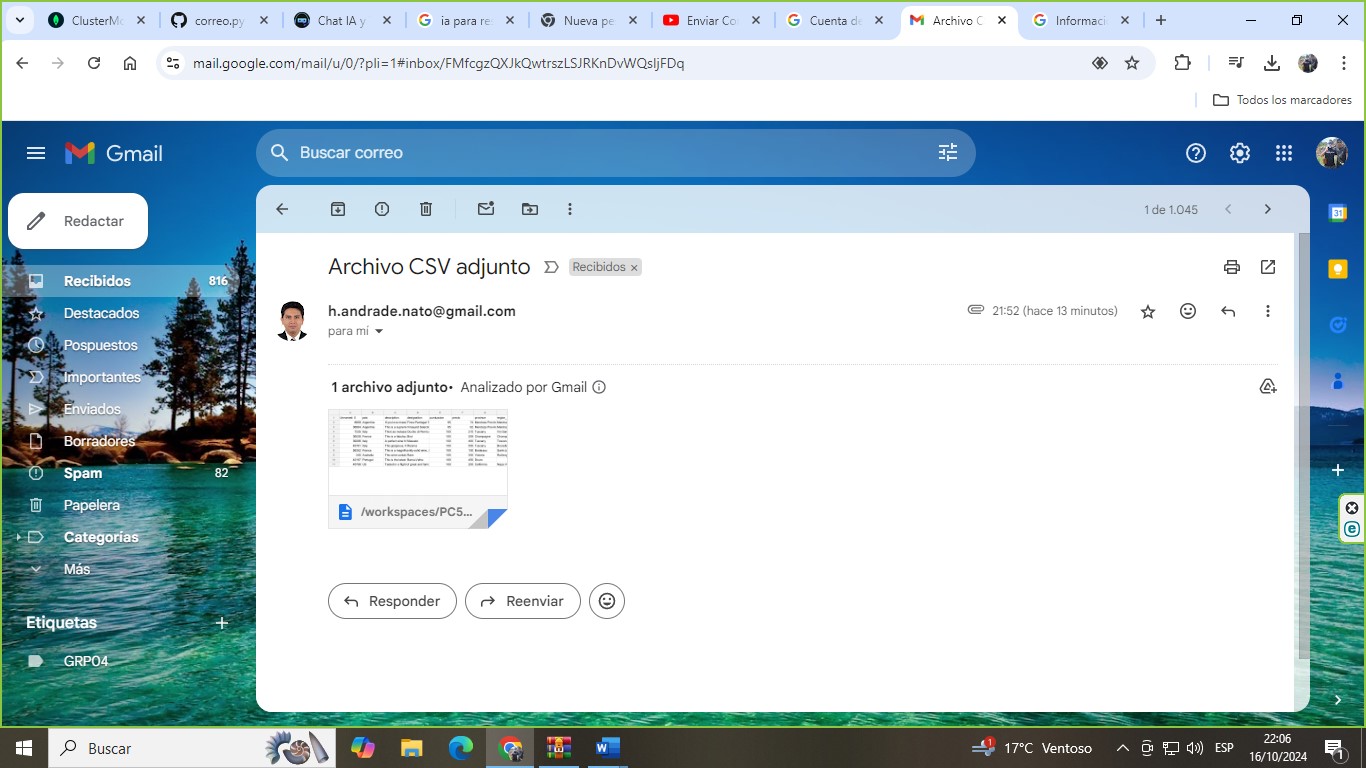 ClusterMo
correo.py
Chat IA y
ia para re
Nueva pe
Enviar Co
Cuenta de
Archivo C
Informaci
mail.google.com/mail/u/0/?pli=1#inbox/FMfcgzQXJkQwtrszLSJRKnDvWQsljFDq
Todos los marcadores
Gmail
Buscar correo
Redactar
1 de 1.045
Archivo CSV adjunto
Recibidos ×
Recibidos 816
Destacados
Pospuestos
Importantes
Enviados
Borradores
Spam 82
Papelera
Categorías
Más
Etiquetas
GRP04
h.andrade.nato@gmail.com
para mí
21:52 (hace 13 minutos)
1 archivo adjunto• Analizado por Gmail
/workspaces/PC5...
Responder
Reenviar
31
Buscar
1
17°C Ventoso
ESP
22:06
16/10/2024
1